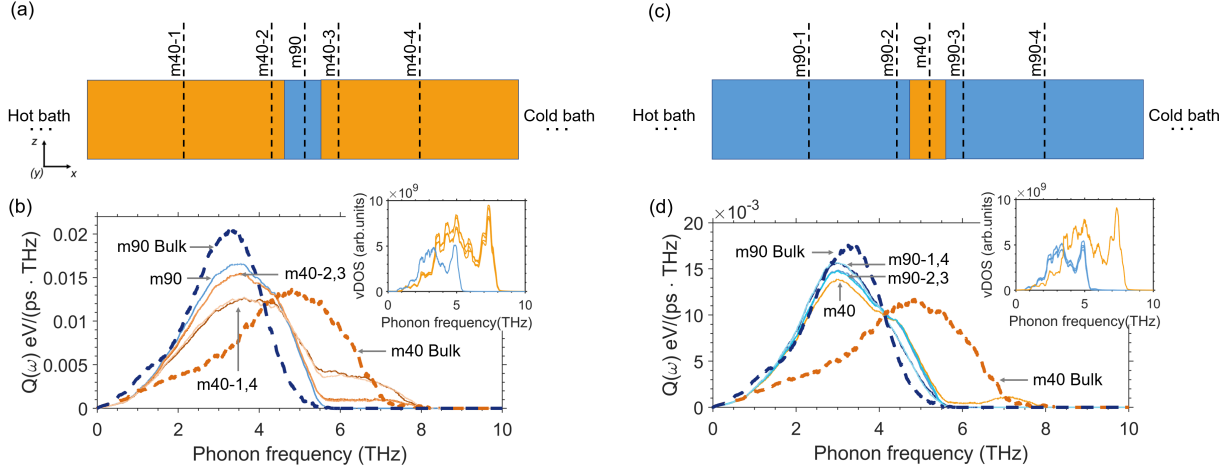 (a)
m40-1
m40-2
m90
m40-3
m40-4
Hot bath
...
Cold bath
...
z
(y)
x
(c)
m90-1
m90-2
m40
m90-3
m90-4
Hot bath
...
Cold bath
...
(b)
Q(ω) eV/(ps · THz)
0.02
0.015
0.01
0.005
0
0 2 4 6 8 10
Phonon frequency (THz)
m90 Bulk
m90
m40-2,3
m40-1,4
m40 Bulk
×10⁹
vDOS (arb.units)
10
5
0
0 5 10
Phonon frequency(THz)
(d)
Q(ω) eV/(ps · THz)
×10⁻³
20
15
10
5
0
0 2 4 6 8 10
Phonon frequency (THz)
m90 Bulk
m90-1,4
m90-2,3
m40
m40 Bulk
×10⁹
vDOS (arb.units)
10
5
0
0 5 10
Phonon frequency(THz)